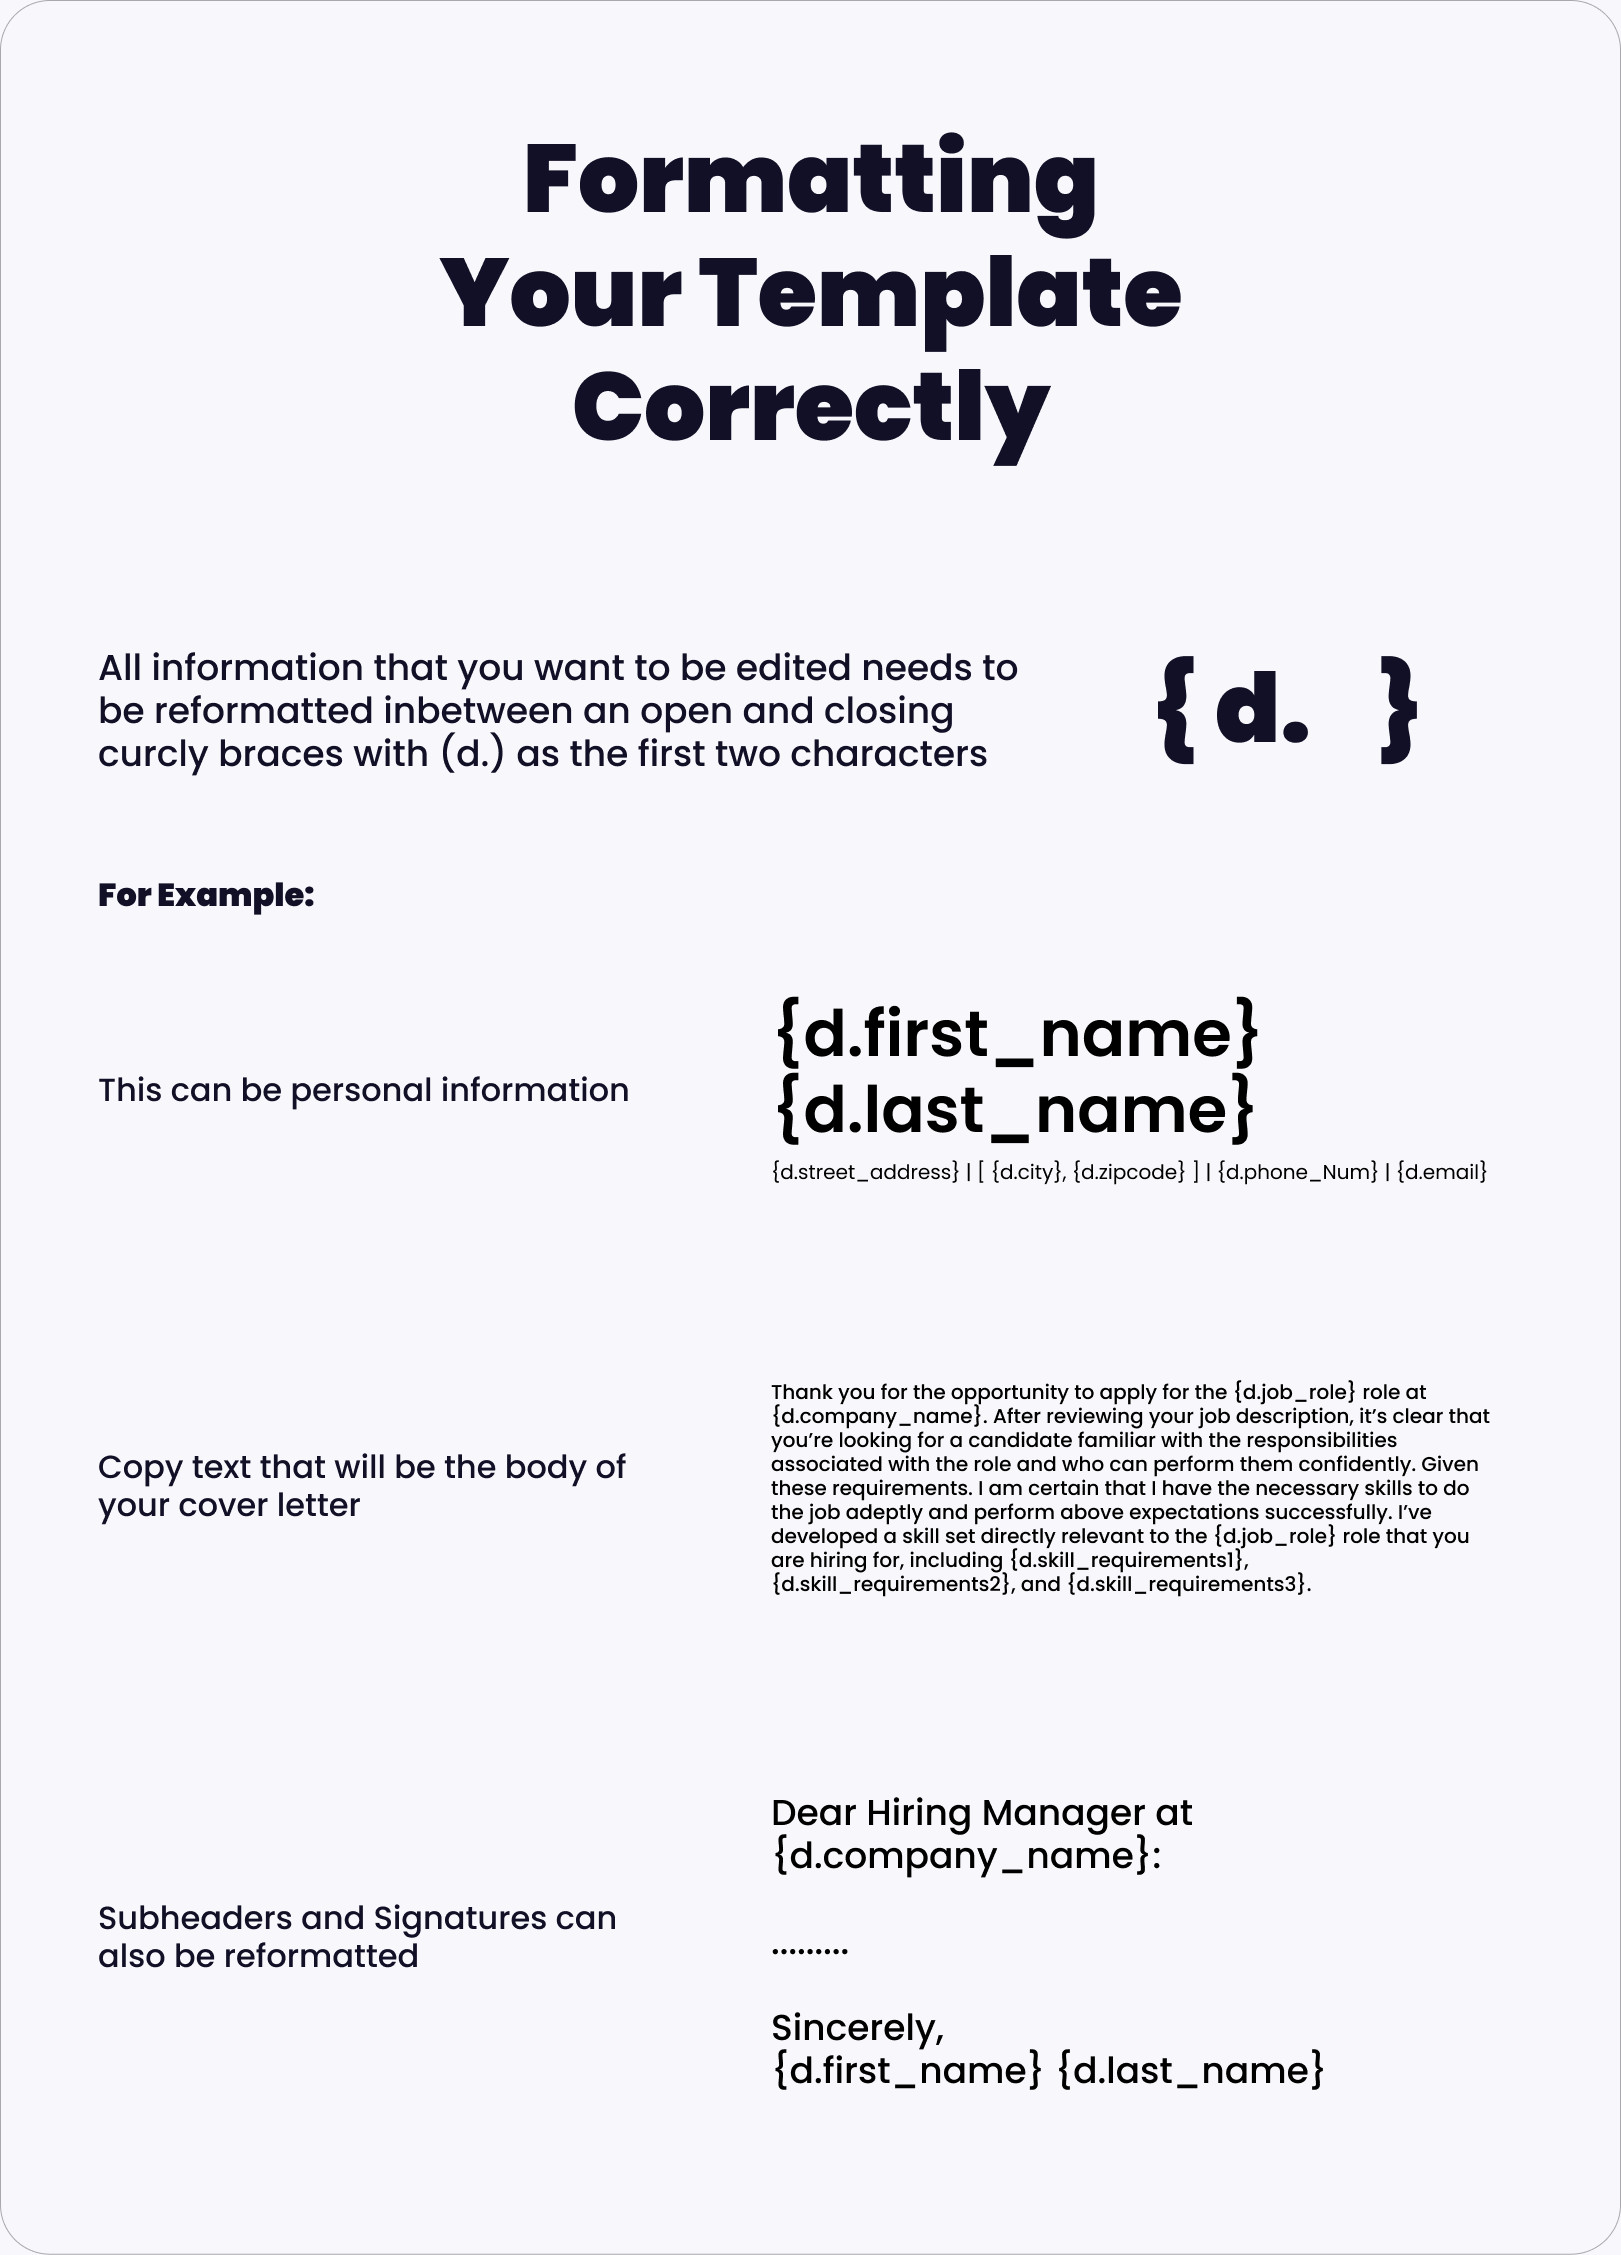 Formatting
Your Template
Correctly
All information that you want to be edited needs to
be reformatted inbetween an open and closing
curcly braces with (d.) as the first two characters
{ d. }
For Example:
This can be personal information
{d.first_name}
{d.last_name}
{d.street_address} | [ {d.city}, {d.zipcode} ] | {d.phone_Num} | {d.email}
Copy text that will be the body of
your cover letter
Thank you for the opportunity to apply for the {d.job_role} role at
{d.company_name}. After reviewing your job description, it’s clear that
you’re looking for a candidate familiar with the responsibilities
associated with the role and who can perform them confidently. Given
these requirements. I am certain that I have the necessary skills to do
the job adeptly and perform above expectations successfully. I’ve
developed a skill set directly relevant to the {d.job_role} role that you
are hiring for, including {d.skill_requirements1},
{d.skill_requirements2}, and {d.skill_requirements3}.
Subheaders and Signatures can
also be reformatted
Dear Hiring Manager at
{d.company_name}:
.........
Sincerely,
{d.first_name} {d.last_name}